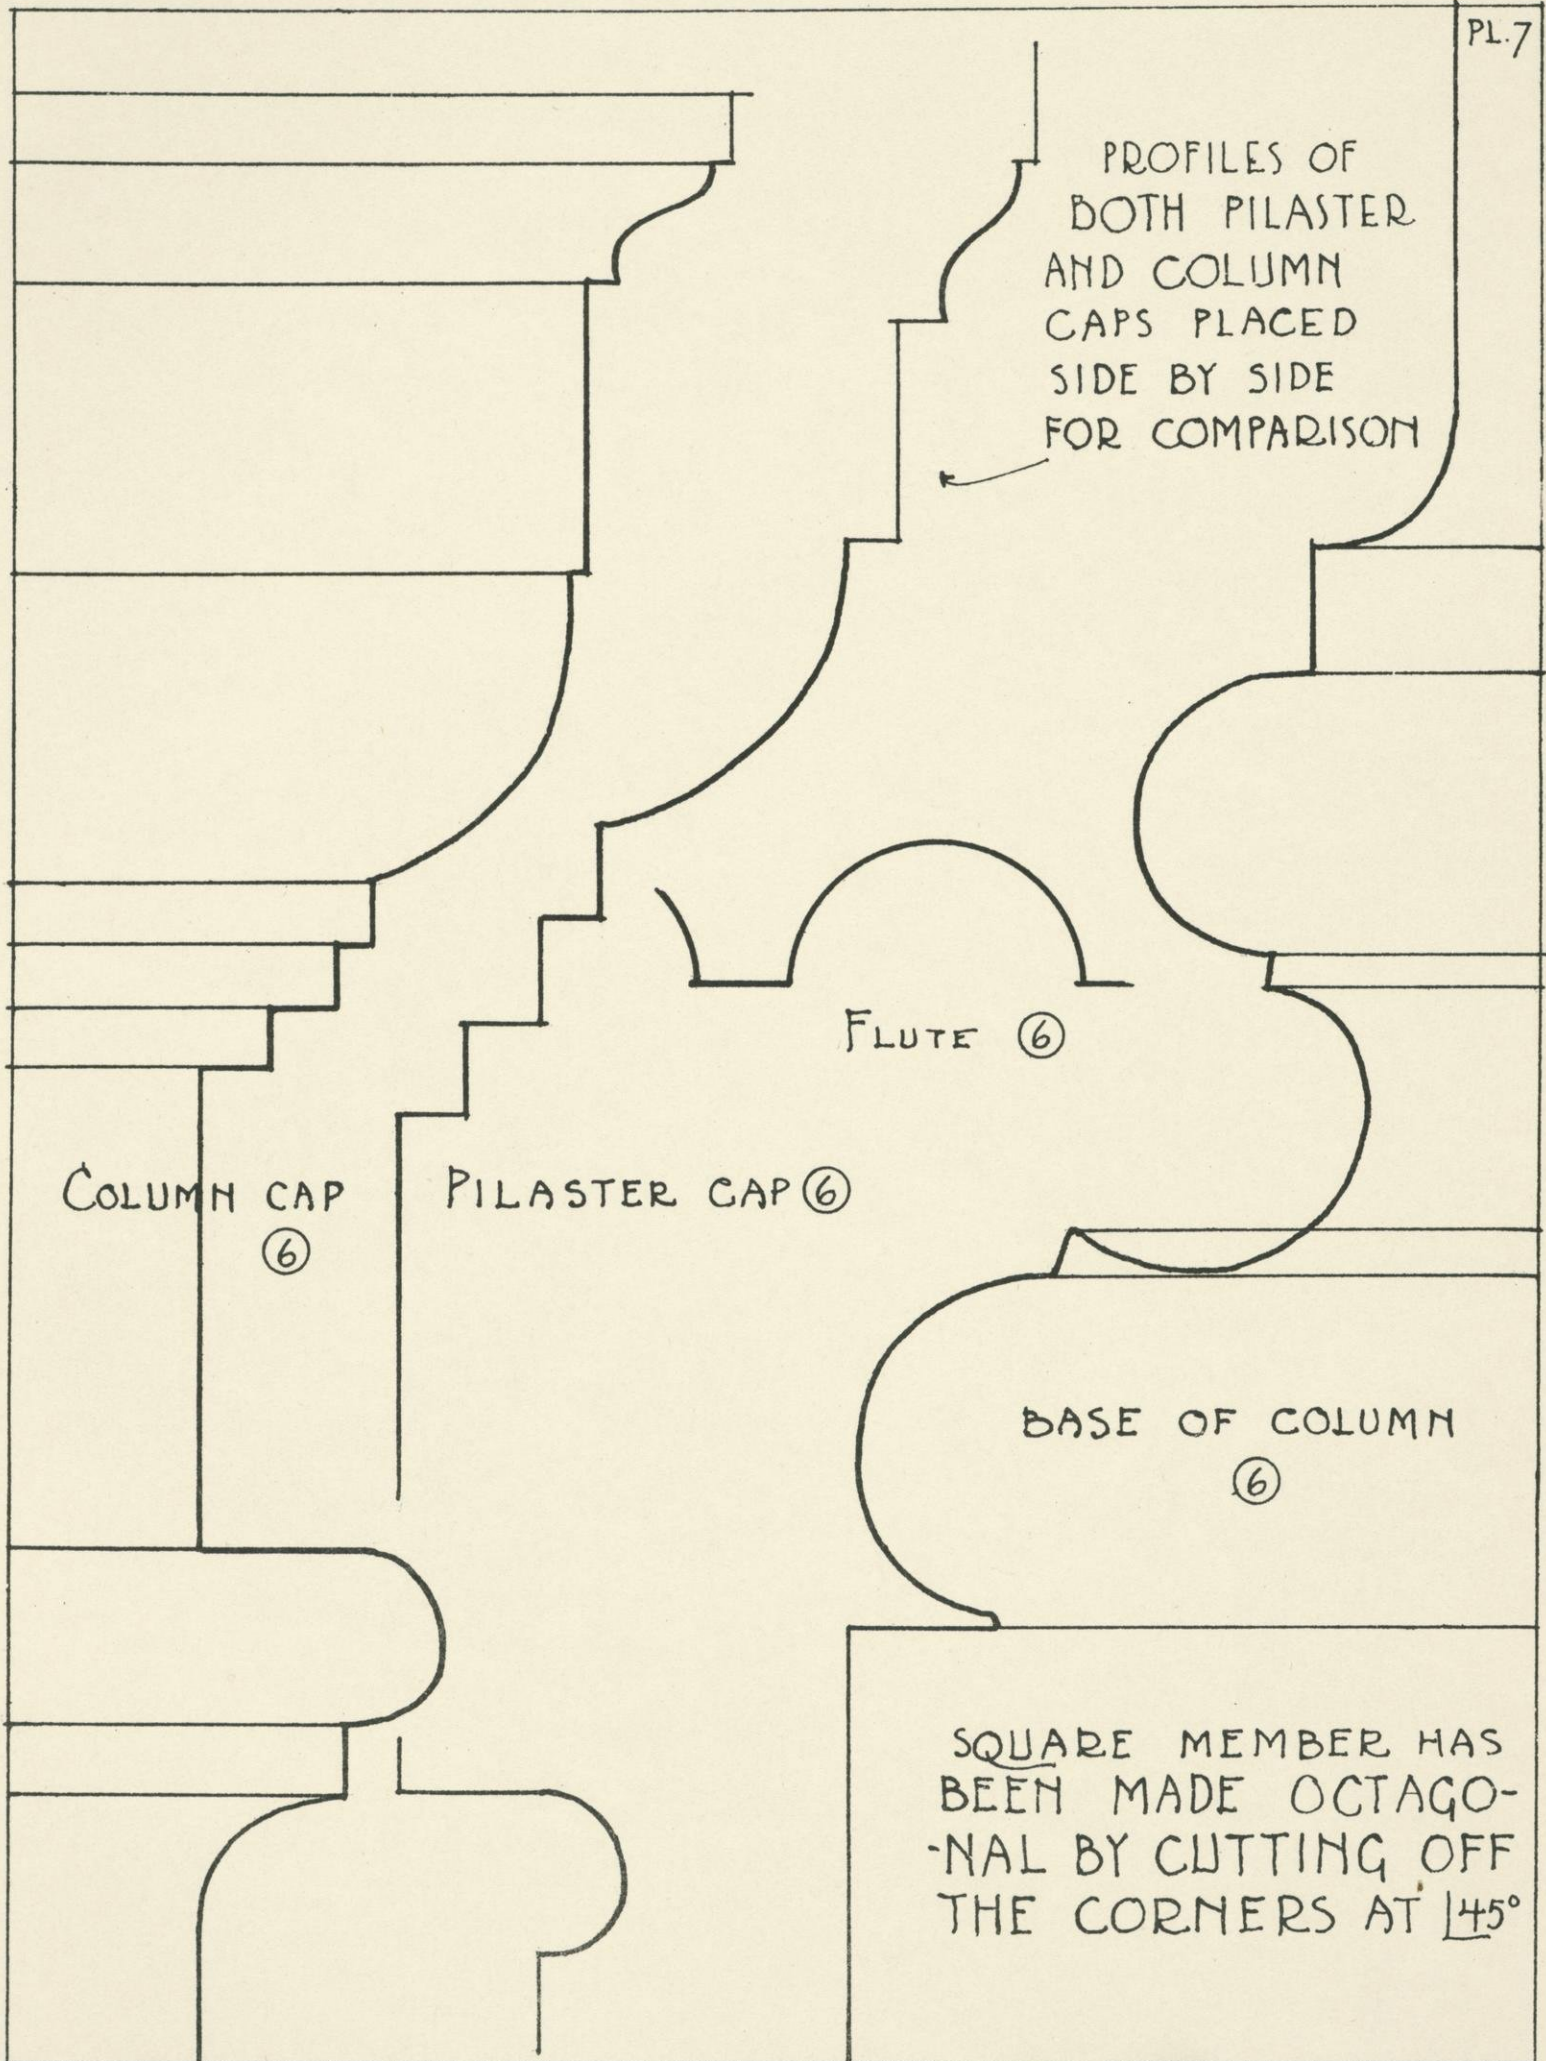 PL.7
PROFILES OF
BOTH PILASTER
AND COLUMN
CAPS PLACED
SIDE BY SIDE
FOR COMPARISON
FLUTE ⑥
COLUMN CAP
⑥
PILASTER CAP ⑥
BASE OF COLUMN
⑥
SQUARE MEMBER HAS
BEEN MADE OCTAGO-
-NAL BY CUTTING OFF
THE CORNERS AT 45°